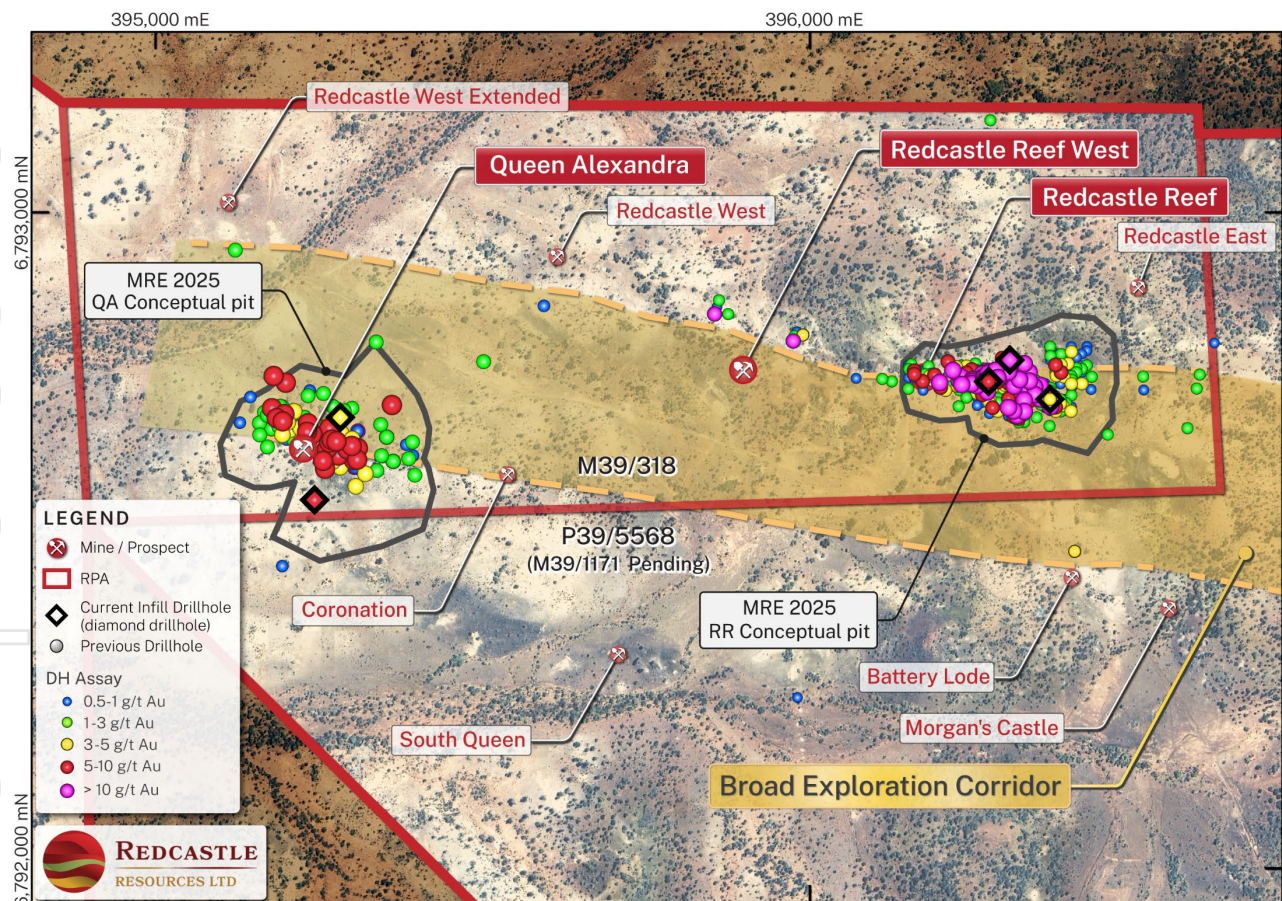 395,000 mE
396,000 mE
6,793,000 mN
6,792,000 mN
Redcastle West Extended
Queen Alexandra
Redcastle Reef West
Redcastle Reef
Redcastle West
Redcastle East
MRE 2025
QA Conceptual pit
M39/318
P39/5568
(M39/1171 Pending)
Coronation
MRE 2025
RR Conceptual pit
Battery Lode
Morgan's Castle
South Queen
Broad Exploration Corridor
LEGEND
Mine / Prospect
RPA
Current Infill Drillhole
(diamond drillhole)
Previous Drillhole
DH Assay
0.5-1 g/t Au
1-3 g/t Au
3-5 g/t Au
5-10 g/t Au
> 10 g/t Au
REDCASTLE
RESOURCES LTD